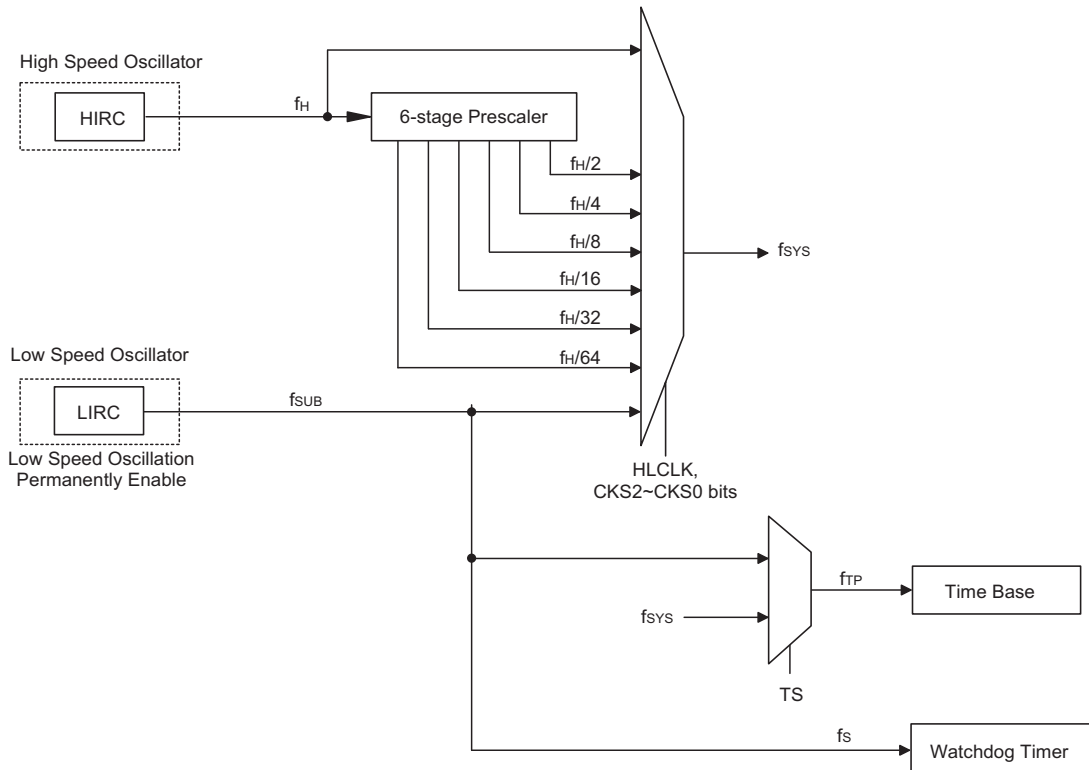 High Speed Oscillator
HIRC
fH
6-stage Prescaler
fH/2
fH/4
fH/8
fH/16
fH/32
fH/64
fSYS
Low Speed Oscillator
LIRC
fSUB
Low Speed Oscillation
Permanently Enable
HLCLK,
CKS2~CKS0 bits
fTP
Time Base
fSYS
TS
fS
Watchdog Timer